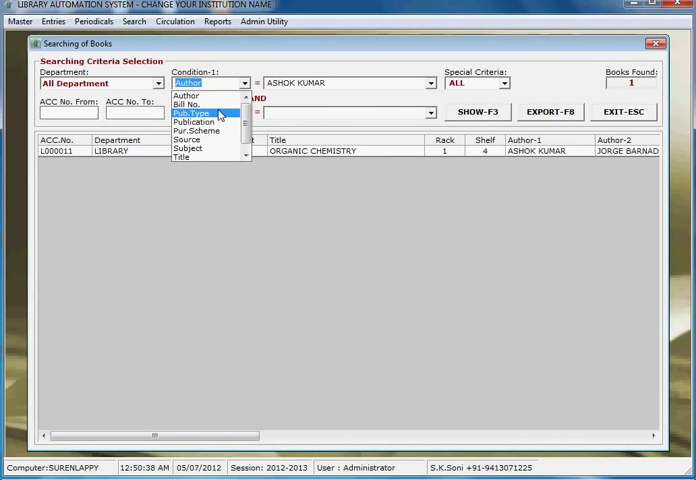 LIBRARY AUTOMATION SYSTEM - CHANGE YOUR INSTITUTION NAME
Master Entries Periodicals Search Circulation Reports Admin Utility
Searching of Books
Searching Criteria Selection
Department: Condition-1: Special Criteria: Books Found:
All Department Author = ASHOK KUMAR ALL 1
ACC No. From: ACC No. To: AND
= SHOW-F3 EXPORT-F8 EXIT-ESC
Author
Bill No.
Pub.Type
Publication
Pur.Scheme
Source
Subject
Title
ACC.No. Department Title Rack Shelf Author-1 Author-2
L000011 LIBRARY ORGANIC CHEMISTRY 1 4 ASHOK KUMAR JORGE BARNAD
Computer:SURENLAPPY 12:50:38 AM 05/07/2012 Session: 2012-2013 User : Administrator S.K.Soni +91-9413071225